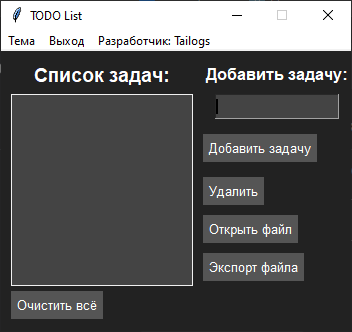 TODO List
Тема Выход Разработчик: Tailogs
Список задач:
Добавить задачу:
Добавить задачу
Удалить
Открыть файл
Экспорт файла
Очистить всё